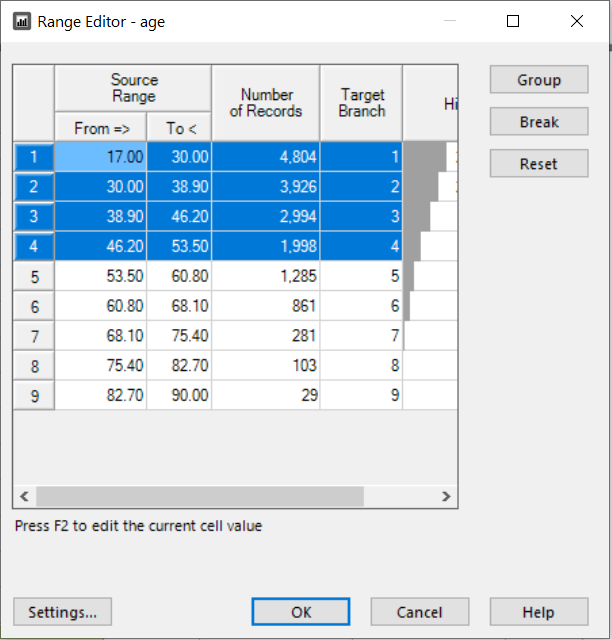 Range Editor - age
Source Range
Number of Records
Target Branch
Hi
From => To <
1 17.00 30.00 4,804 1
2 30.00 38.90 3,926 2
3 38.90 46.20 2,994 3
4 46.20 53.50 1,998 4
5 53.50 60.80 1,285 5
6 60.80 68.10 861 6
7 68.10 75.40 281 7
8 75.40 82.70 103 8
9 82.70 90.00 29 9
Group
Break
Reset
Press F2 to edit the current cell value
Settings... OK Cancel Help